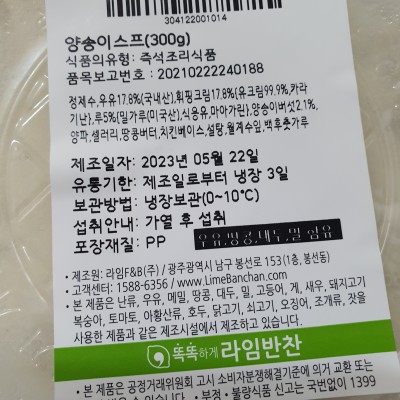 304122001014
양송이스프(300g)
식품의유형: 즉석조리식품
품목보고번호 : 20210222240188
정제수,우유17.8%(국내산),휘핑크림17.8%(유크림99.9%,카라
기난),루5%(밀가루(미국산),식용유,마아가린),양송이버섯2.1%,
양파,셀러리,땅콩버터,치킨베이스,설탕,월계수잎,백후춧가루
제조일자: 2023년 05월 22일
유통기한: 제조일로부터 냉장 3일
보관방법: 냉장보관(0~10℃)
섭취안내: 가열 후 섭취
포장재질: PP
우유,땅콩,대두,밀 함유
• 제조원: 라임F&B(주) / 광주광역시 남구 봉선로 153(1층, 봉선동)
• 고객센터: 1588-6356 / www.LimeBanchan.com
• 본 제품은 난류, 우유, 메밀, 땅콩, 대두, 밀, 고등어, 게, 새우, 돼지고기
복숭아, 토마토, 아황산류, 호두, 닭고기, 쇠고기, 오징어, 조개류, 잣을
사용한 제품과 같은 제조시설에서 제조하고 있습니다.
똑똑하게 라임반찬
• 본 제품은 공정거래위원회 고시 소비자분쟁해결기준에 의거 교환 또는
있습니다. • 부정•불량식품 신고는 국번없이 1399